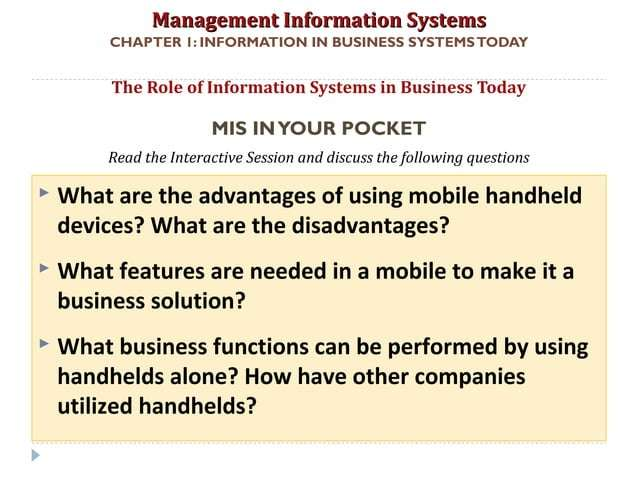 Management Information Systems
CHAPTER 1: INFORMATION IN BUSINESS SYSTEMS TODAY
The Role of Information Systems in Business Today
MIS IN YOUR POCKET
Read the Interactive Session and discuss the following questions
What are the advantages of using mobile handheld
devices? What are the disadvantages?
What features are needed in a mobile to make it a
business solution?
What business functions can be performed by using
handhelds alone? How have other companies
utilized handhelds?